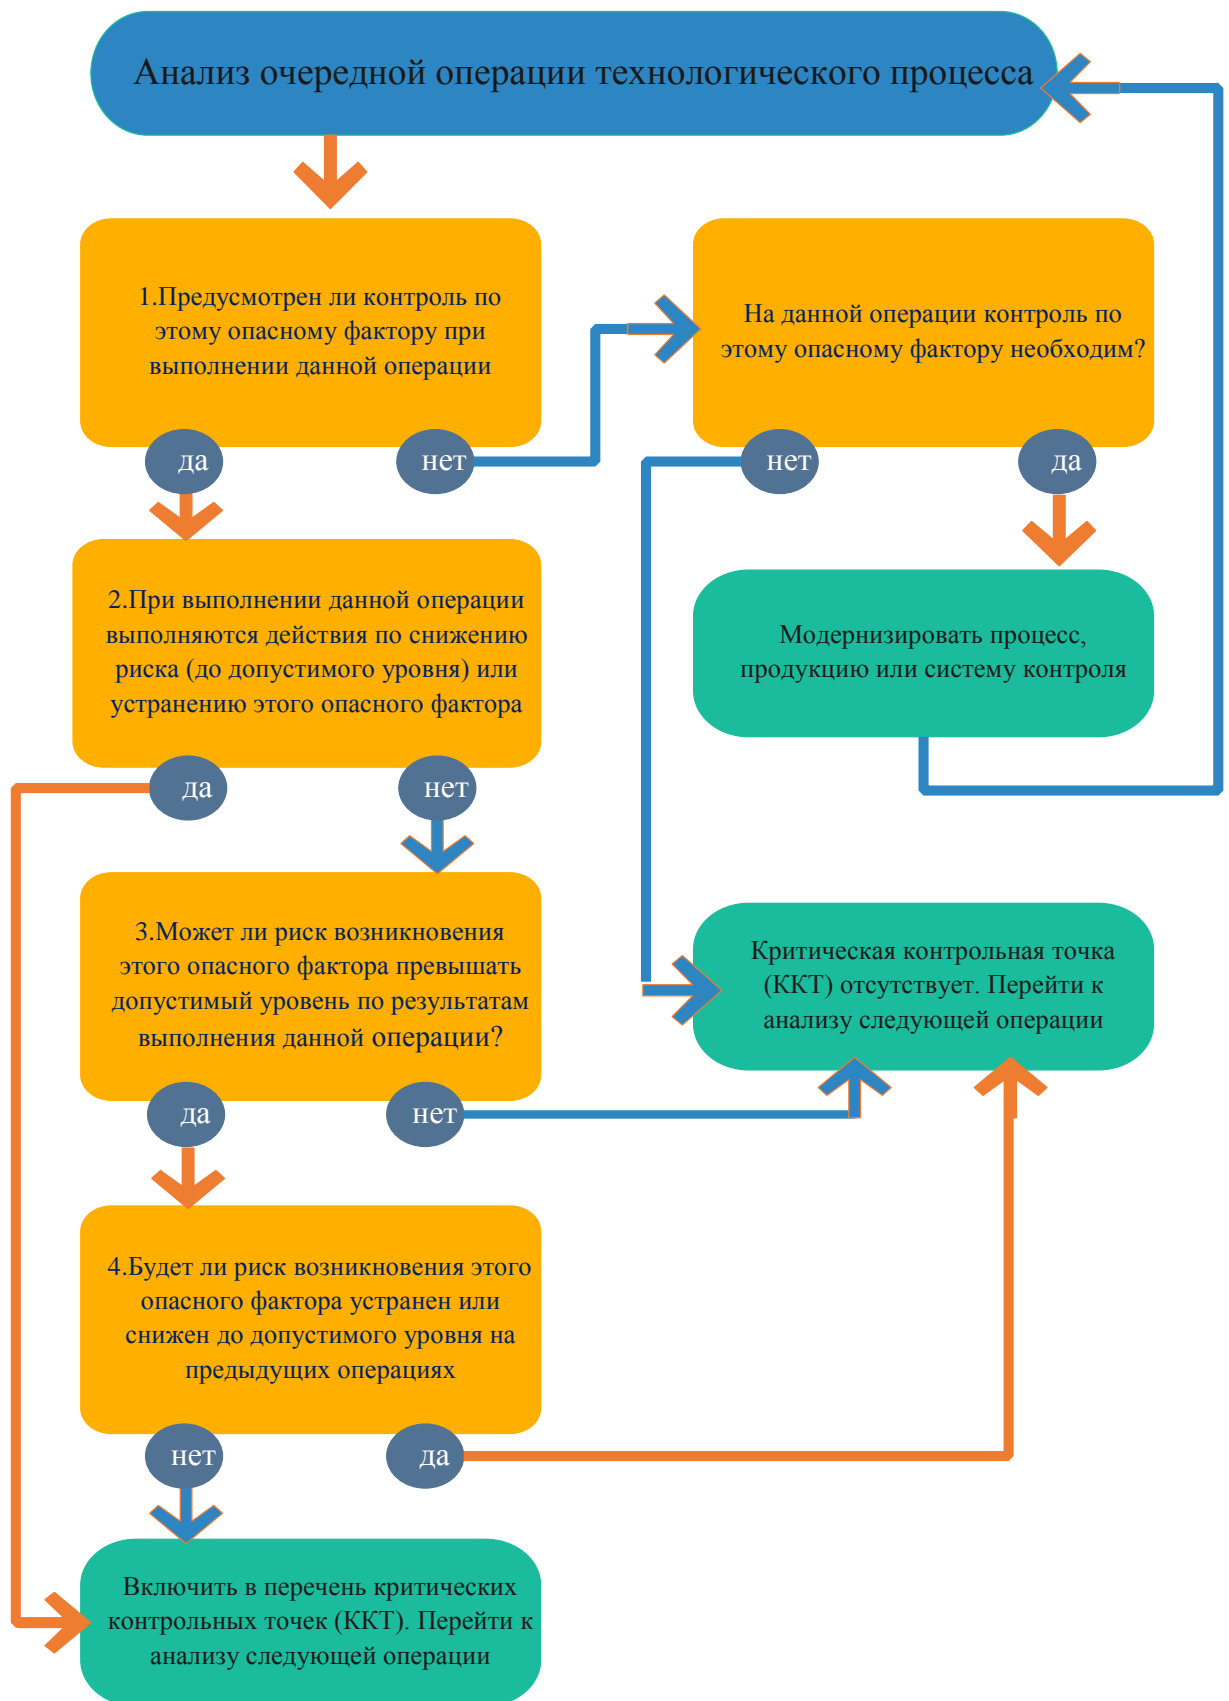 Анализ очередной операции технологического процесса
1.Предусмотрен ли контроль по
этому опасному фактору при
выполнении данной операции
да
нет
На данной операции контроль по
этому опасному фактору необходим?
нет
да
2.При выполнении данной операции
выполняются действия по снижению
риска (до допустимого уровня) или
устранению этого опасного фактора
да
нет
Модернизировать процесс,
продукцию или систему контроля
3.Может ли риск возникновения
этого опасного фактора превышать
допустимый уровень по результатам
выполнения данной операции?
да
нет
Критическая контрольная точка
(ККТ) отсутствует. Перейти к
анализу следующей операции
4.Будет ли риск возникновения этого
опасного фактора устранен или
снижен до допустимого уровня на
предыдущих операциях
нет
да
Включить в перечень критических
контрольных точек (ККТ). Перейти к
анализу следующей операции